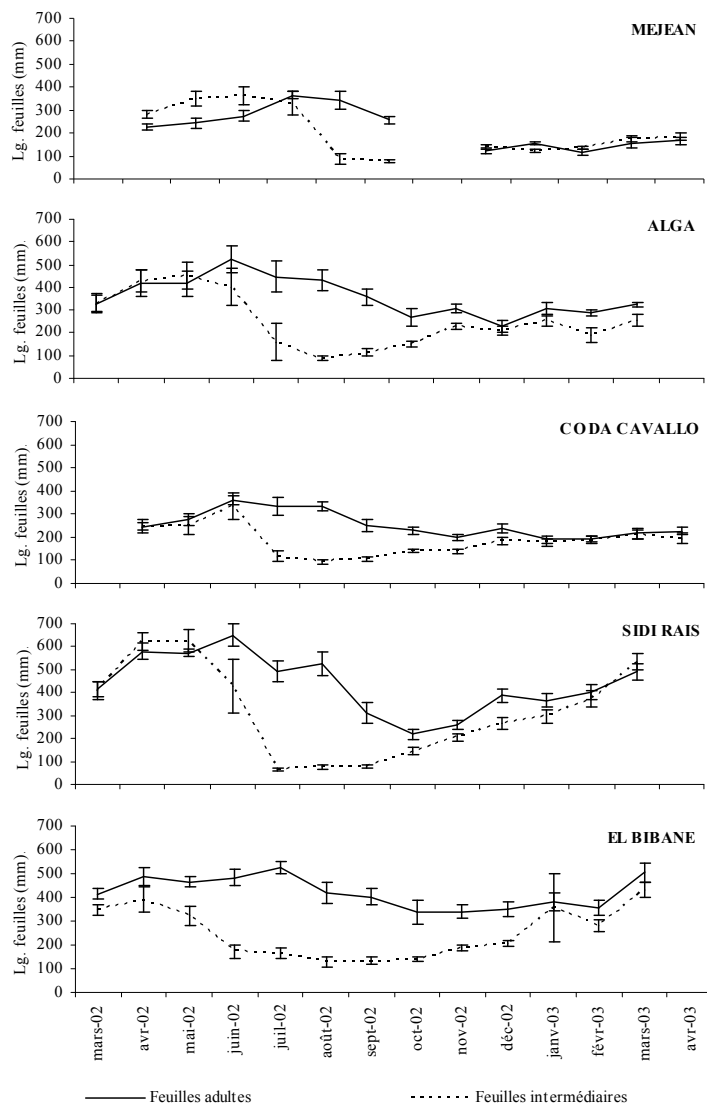 MEJEAN
Lg. feuilles (mm)
700
600
500
400
300
200
100
0
ALGA
Lg. feuilles (mm).
700
600
500
400
300
200
100
0
CODA CAVALLO
Lg. feuilles (mm).
700
600
500
400
300
200
100
0
SIDI RAIS
Lg. feuilles (mm).
700
600
500
400
300
200
100
0
EL BIBANE
Lg. feuilles (mm).
700
600
500
400
300
200
100
0
mars-02
avr-02
mai-02
juin-02
juil-02
août-02
sept-02
oct-02
nov-02
déc-02
janv-03
févr-03
mars-03
avr-03
Feuilles adultes
Feuilles intermédiaires